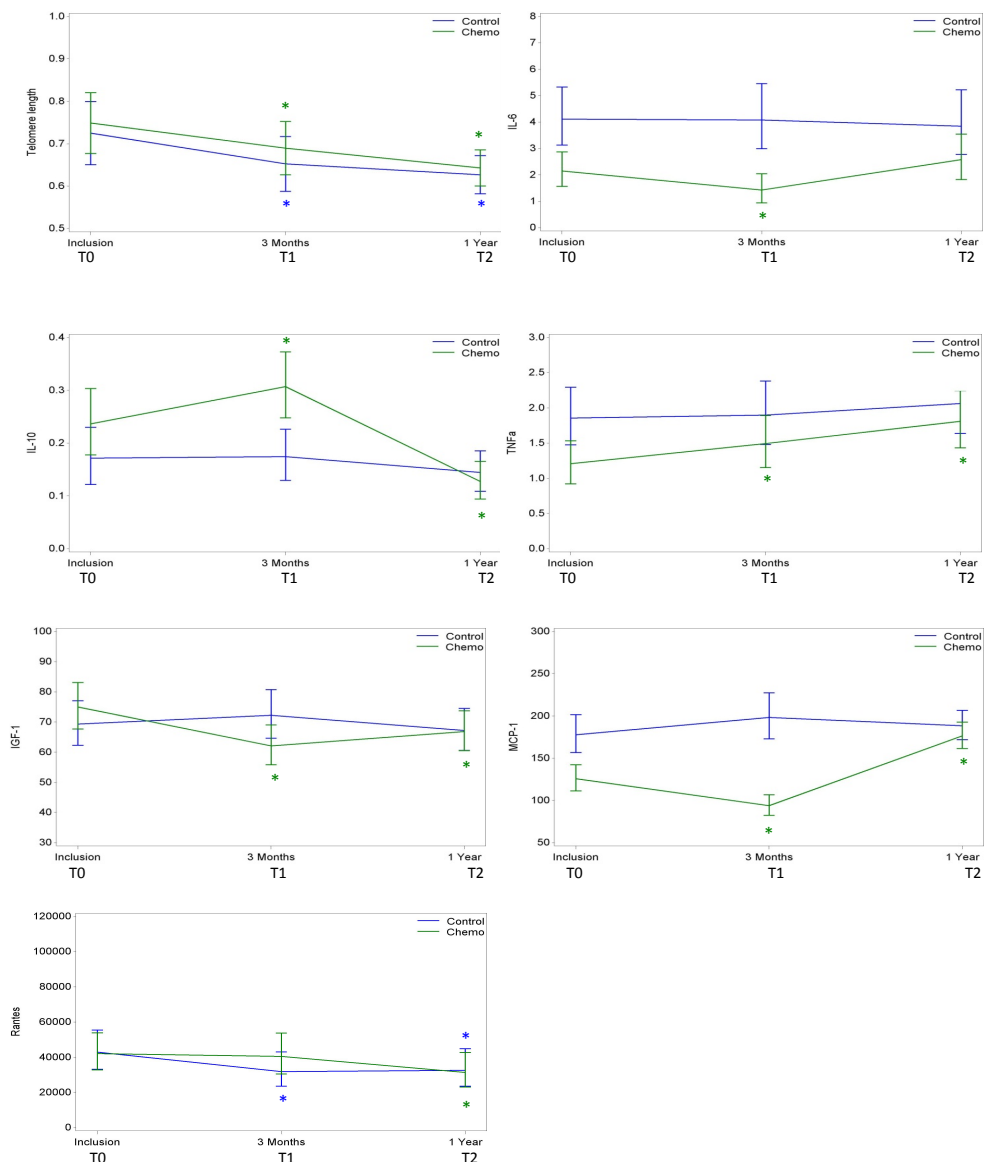 1.0
0.9
0.8
0.7
0.6
0.5
Telomere length
Control
Chemo
*
*
*
*
Inclusion
3 Months
1 Year
T0
T1
T2
8
7
6
5
4
3
2
1
0
IL-6
Control
Chemo
*
Inclusion
3 Months
1 Year
T0
T1
T2
0.4
0.3
0.2
0.1
0.0
IL-10
Control
Chemo
*
*
Inclusion
3 Months
1 Year
T0
T1
T2
3.0
2.5
2.0
1.5
1.0
0.5
0.0
TNFa
Control
Chemo
*
*
Inclusion
3 Months
1 Year
T0
T1
T2
100
90
80
70
60
50
40
30
IGF-1
Control
Chemo
*
*
Inclusion
3 Months
1 Year
T0
T1
T2
300
250
200
150
100
50
MCP-1
Control
Chemo
*
*
Inclusion
3 Months
1 Year
T0
T1
T2
120000
100000
80000
60000
40000
20000
0
Rantes
Control
Chemo
*
*
*
Inclusion
3 Months
1 Year
T0
T1
T2